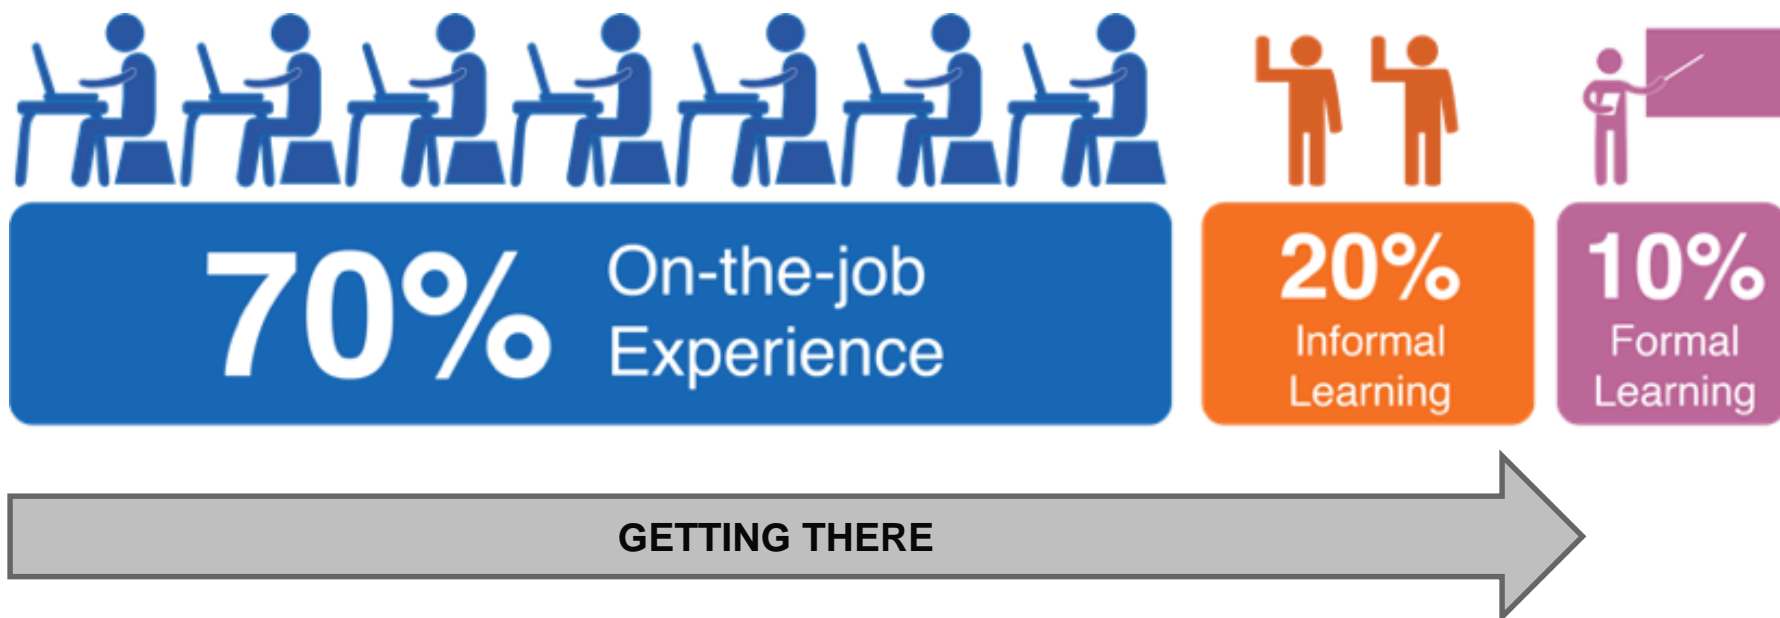 70%
On-the-job
Experience
20%
Informal
Learning
10%
Formal
Learning
GETTING THERE